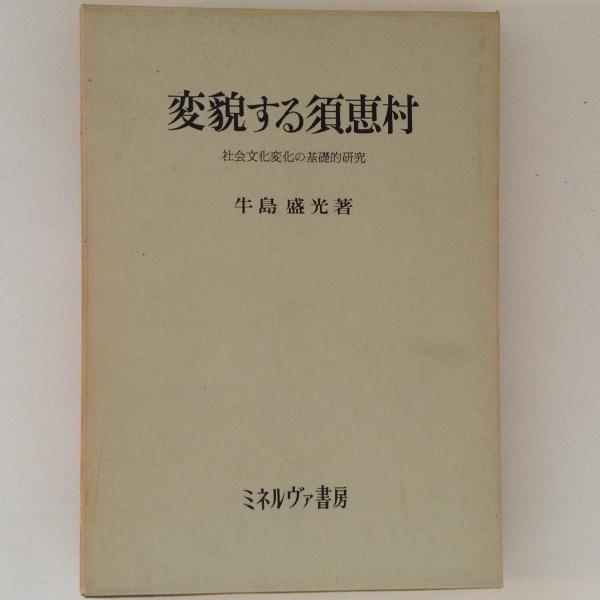 変貌する須恵村
社会文化変化の基礎的研究
牛島盛光著
ミネルヴァ書房